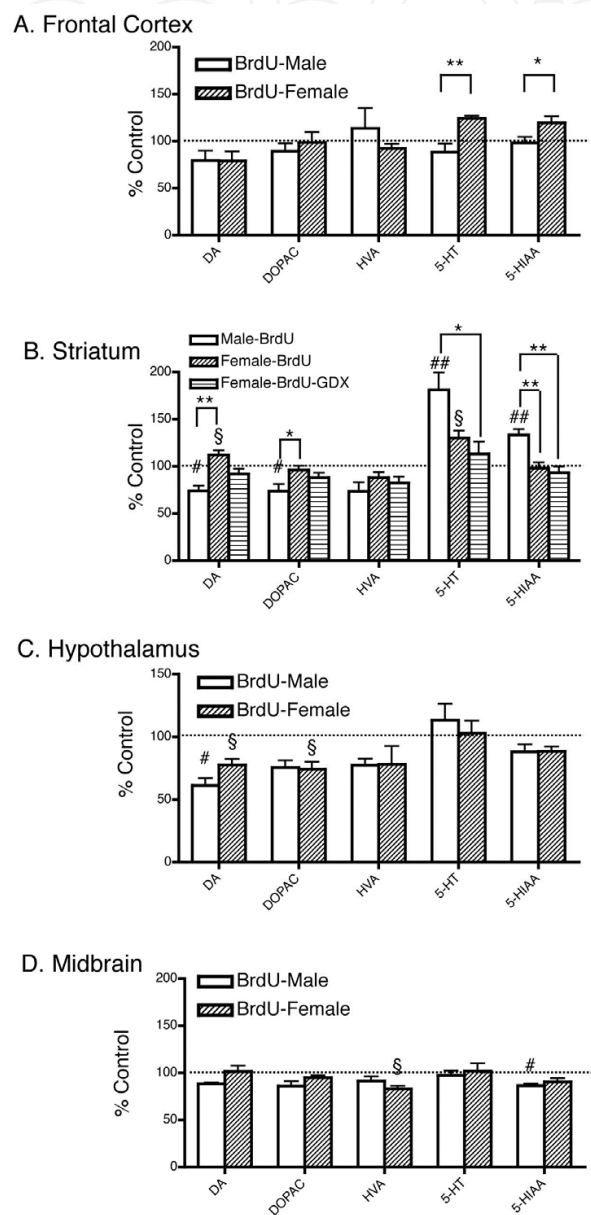 A. Frontal Cortex
200
150
100
50
0
% Control
BrdU-Male
BrdU-Female
**
*
DA
DOPAC
HVA
5-HT
5-HIAA
B. Striatum
200
150
100
50
0
% Control
Male-BrdU
Female-BrdU
Female-BrdU-GDX
#
**
§
#
*
##
§
*
##
**
**
DA
DOPAC
HVA
5-HT
5-HIAA
C. Hypothalamus
150
100
50
0
% Control
BrdU-Male
BrdU-Female
#
§
§
DA
DOPAC
HVA
5-HT
5-HIAA
D. Midbrain
200
150
100
50
0
% Control
BrdU-Male
BrdU-Female
§
#
DA
DOPAC
HVA
5-HT
5-HIAA